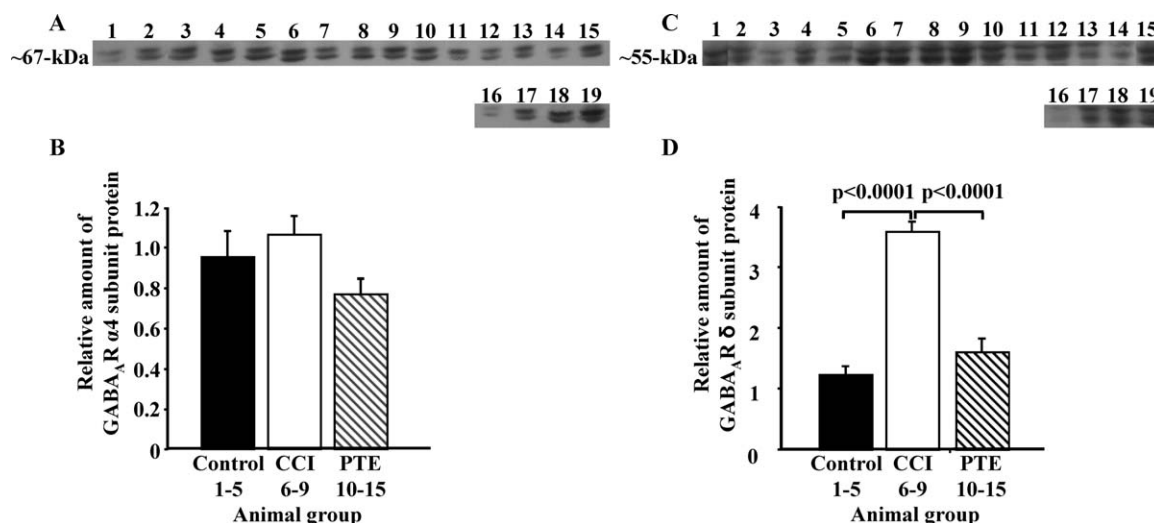 A
1 2 3 4 5 6 7 8 9 10 11 12 13 14 15
~67-kDa
16 17 18 19
B
Relative amount of
GABA_AR α4 subunit protein
1.2
1.0
0.8
0.6
0.4
0.2
0
Control CCI PTE
1-5 6-9 10-15
Animal group
C
1 2 3 4 5 6 7 8 9 10 11 12 13 14 15
~55-kDa
16 17 18 19
D
p<0.0001 p<0.0001
Relative amount of
GABA_AR δ subunit protein
4
3
2
1
0
Control CCI PTE
1-5 6-9 10-15
Animal group